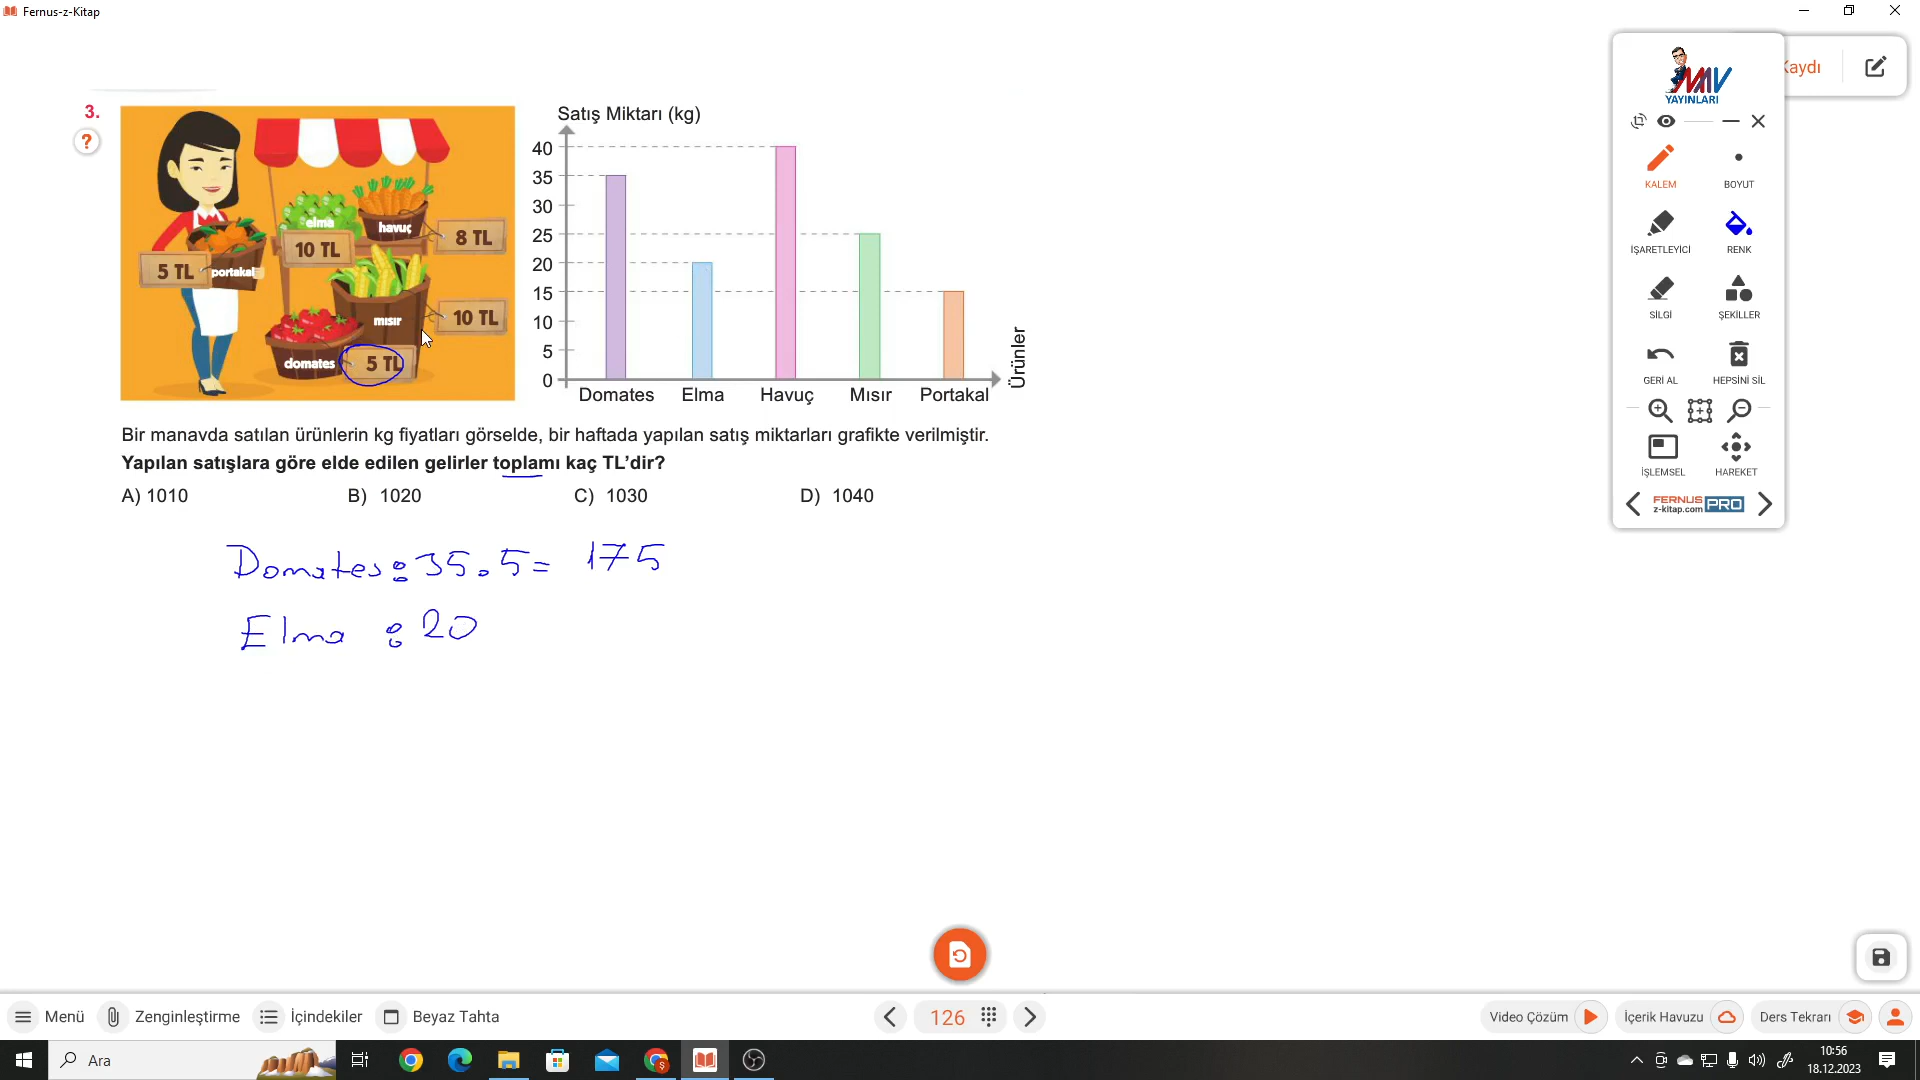 Fernus-z-Kitap
Kaydı
MAV
YAYINLARI
3.
?
elma
10 TL
havuç
8 TL
5 TL
portakal
mısır
10 TL
domates
5 TL
Satış Miktarı (kg)
40
35
30
25
20
15
10
5
0
Domates Elma Havuç Mısır Portakal
Ürünler
Bir manavda satılan ürünlerin kg fiyatları görselde, bir haftada yapılan satış miktarları grafikte verilmiştir.
Yapılan satışlara göre elde edilen gelirler toplamı kaç TL'dir?
A) 1010 B) 1020 C) 1030 D) 1040
Domates: 35.5= 175
Elma : 20
KALEM BOYUT
İŞARETLEYİCİ RENK
SİLGİ ŞEKİLLER
GERİ AL HEPSİNİ SİL
İŞLEMSEL HAREKET
FERNUS
z-kitap.com PRO
Menü Zenginleştirme İçindekiler Beyaz Tahta 126 Video Çözüm İçerik Havuzu Ders Tekrarı
Ara
10:56
18.12.2023